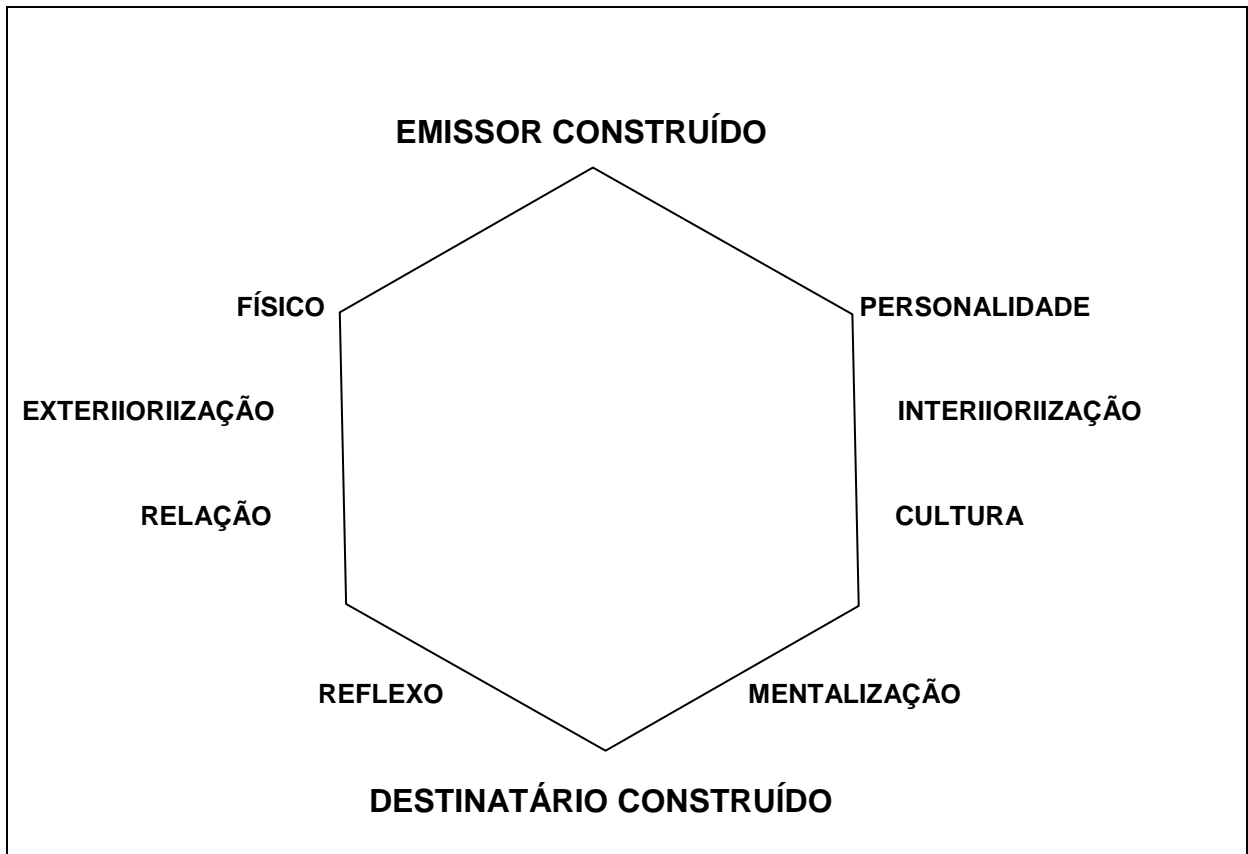 EMISSOR CONSTRUÍDO
FÍSICO PERSONALIDADE
EXTERIIORIIZAÇÃO INTERIIORIIZAÇÃO
RELAÇÃO CULTURA
REFLEXO MENTALIZAÇÃO
DESTINATÁRIO CONSTRUÍDO